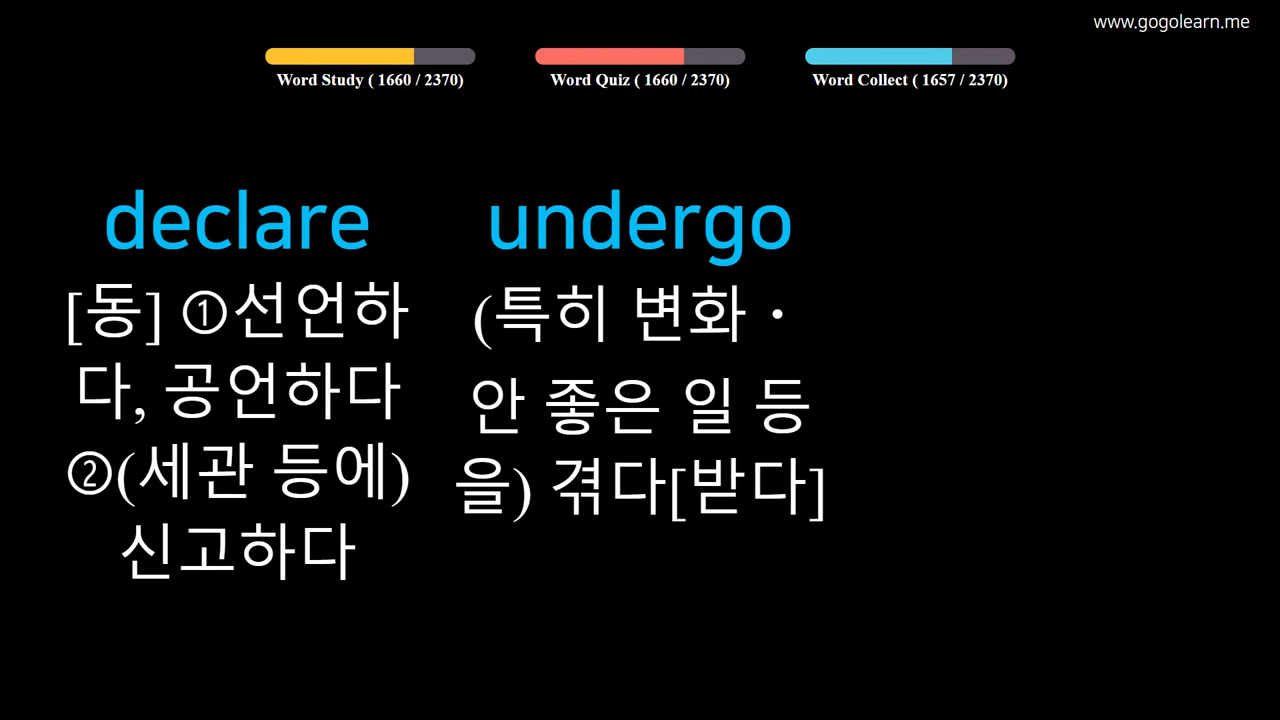 www.gogolearn.me
Word Study ( 1660 / 2370)
Word Quiz ( 1660 / 2370)
Word Collect ( 1657 / 2370)
declare
[동] ①선언하
다, 공언하다
②(세관 등에)
신고하다
undergo
(특히 변화 ·
안 좋은 일 등
을) 겪다[받다]